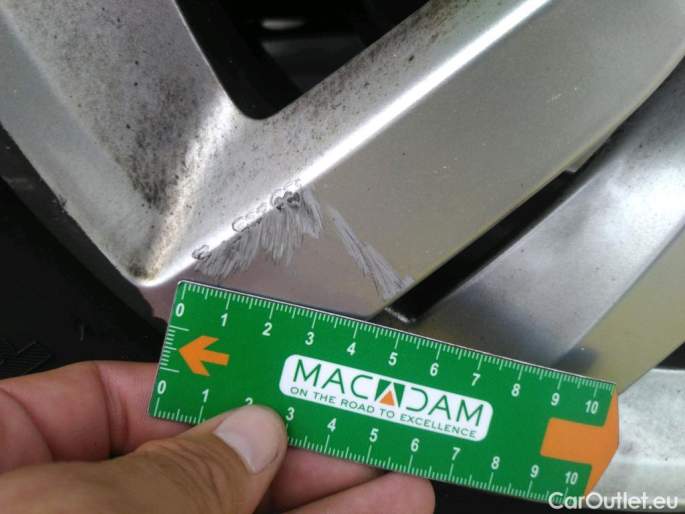 0 1 2 3 4 5 6 7 8 9 10
MACADAM
ON THE ROAD TO EXCELLENCE
0 1 3 4 5 6 7 8 9 10
CarOutlet.eu